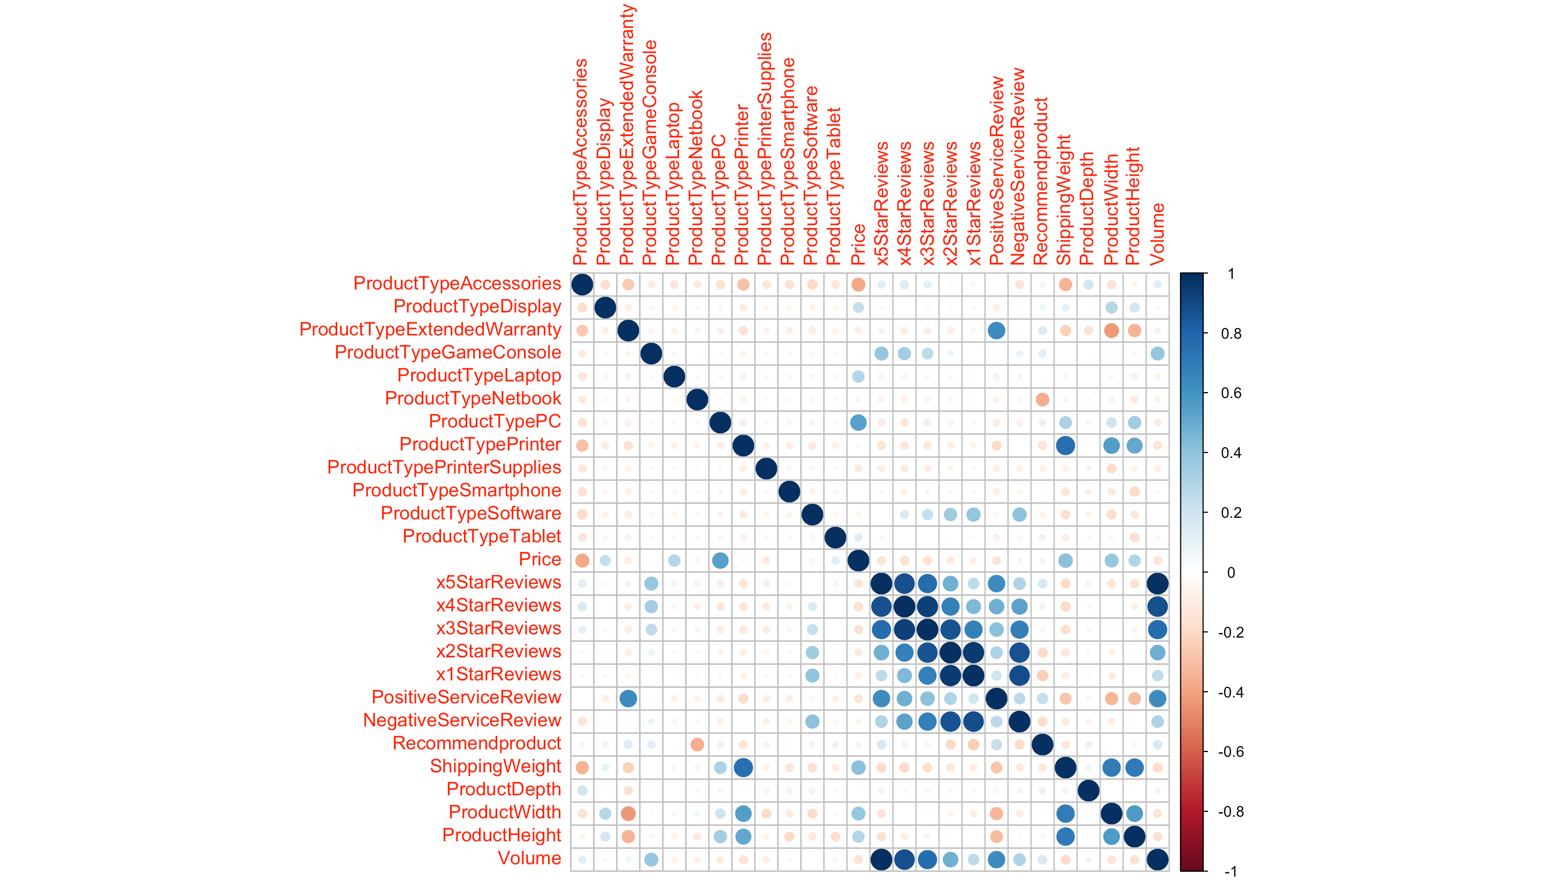 ProductTypeAccessories
ProductTypeDisplay
ProductTypeExtendedWarranty
ProductTypeGameConsole
ProductTypeLaptop
ProductTypeNetbook
ProductTypePC
ProductTypePrinter
ProductTypePrinterSupplies
ProductTypeSmartphone
ProductTypeSoftware
ProductTypeTablet
Price
x5StarReviews
x4StarReviews
x3StarReviews
x2StarReviews
x1StarReviews
PositiveServiceReview
NegativeServiceReview
Recommendproduct
ShippingWeight
ProductDepth
ProductWidth
ProductHeight
Volume
ProductTypeAccessories
ProductTypeDisplay
ProductTypeExtendedWarranty
ProductTypeGameConsole
ProductTypeLaptop
ProductTypeNetbook
ProductTypePC
ProductTypePrinter
ProductTypePrinterSupplies
ProductTypeSmartphone
ProductTypeSoftware
ProductTypeTablet
Price
x5StarReviews
x4StarReviews
x3StarReviews
x2StarReviews
x1StarReviews
PositiveServiceReview
NegativeServiceReview
Recommendproduct
ShippingWeight
ProductDepth
ProductWidth
ProductHeight
Volume
1
0.8
0.6
0.4
0.2
0
-0.2
-0.4
-0.6
-0.8
-1